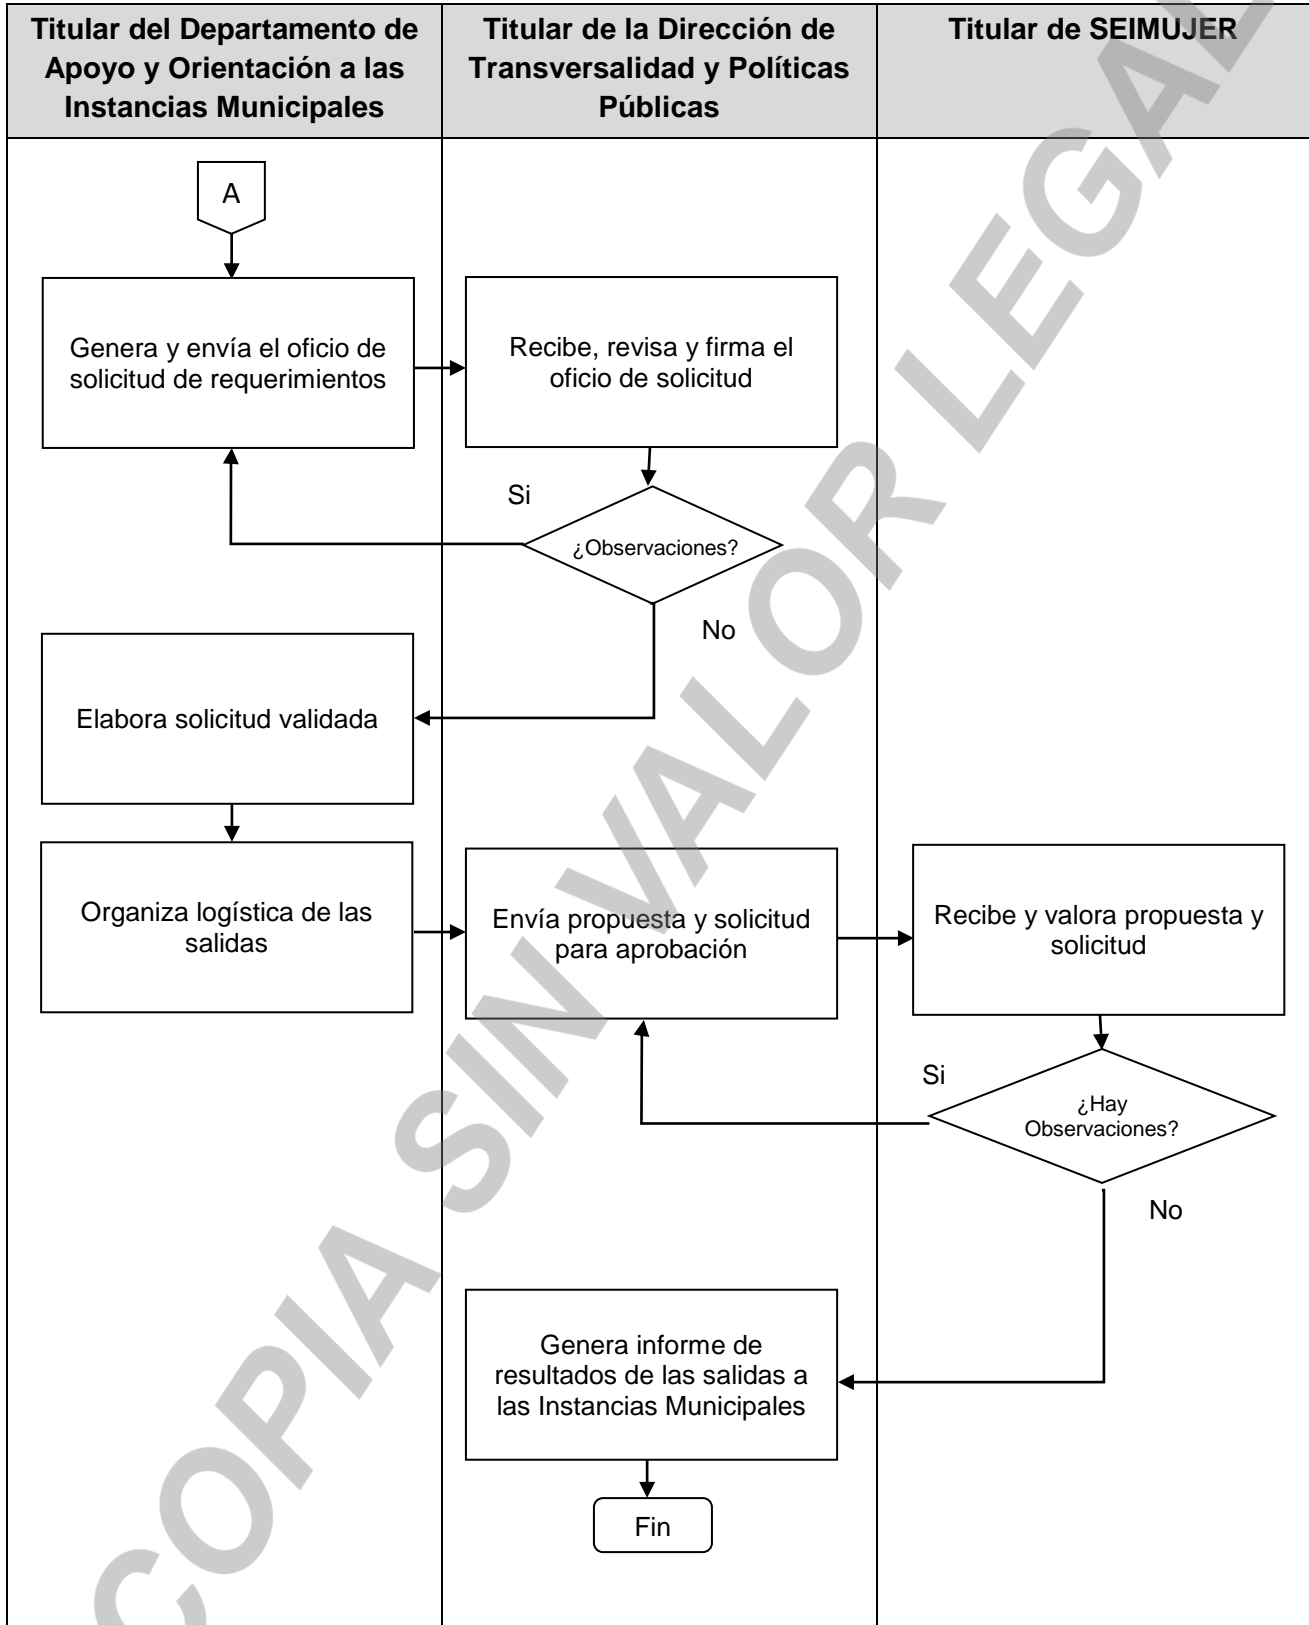 Titular del Departamento de
Apoyo y Orientación a las
Instancias Municipales
Titular de la Dirección de
Transversalidad y Políticas
Públicas
Titular de SEIMUJER
A
Genera y envía el oficio de
solicitud de requerimientos
Recibe, revisa y firma el
oficio de solicitud
Si
¿Observaciones?
No
Elabora solicitud validada
Organiza logística de las
salidas
Envía propuesta y solicitud
para aprobación
Recibe y valora propuesta y
solicitud
Si
¿Hay
Observaciones?
No
Genera informe de
resultados de las salidas a
las Instancias Municipales
Fin
COPIA SIN VALOR LEGAL